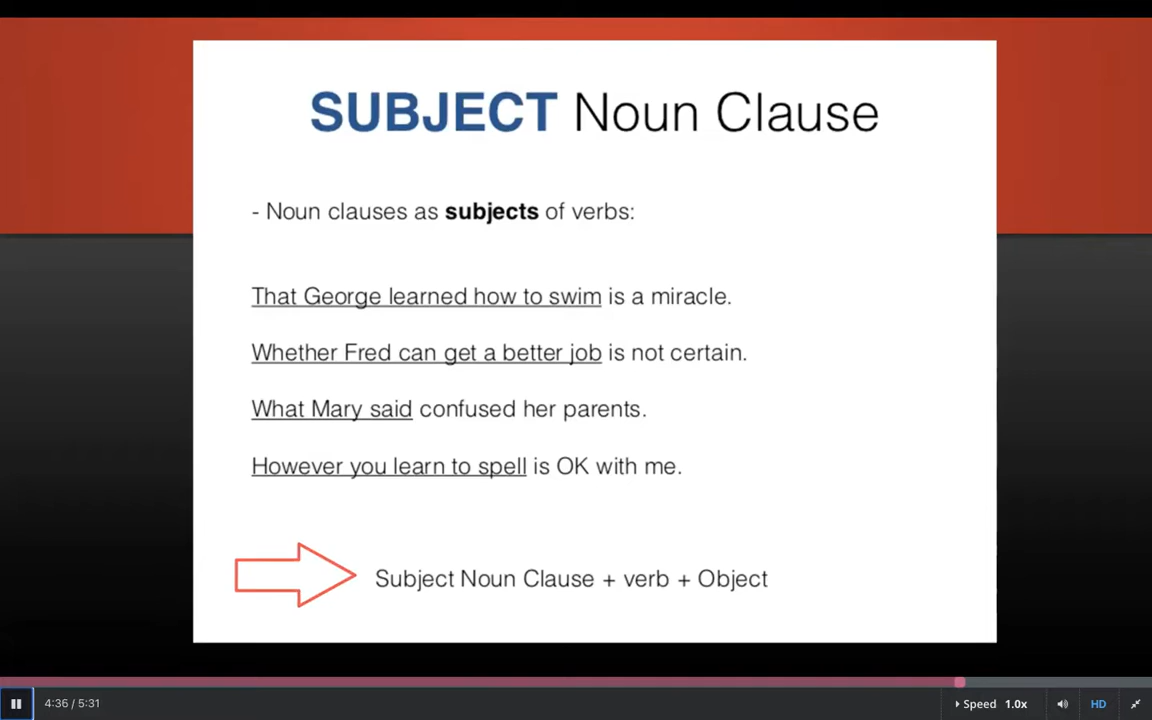 SUBJECT Noun Clause
- Noun clauses as subjects of verbs:
That George learned how to swim is a miracle.
Whether Fred can get a better job is not certain.
What Mary said confused her parents.
However you learn to spell is OK with me.
Subject Noun Clause + verb + Object
4:36 / 5:31
Speed 1.0x
HD